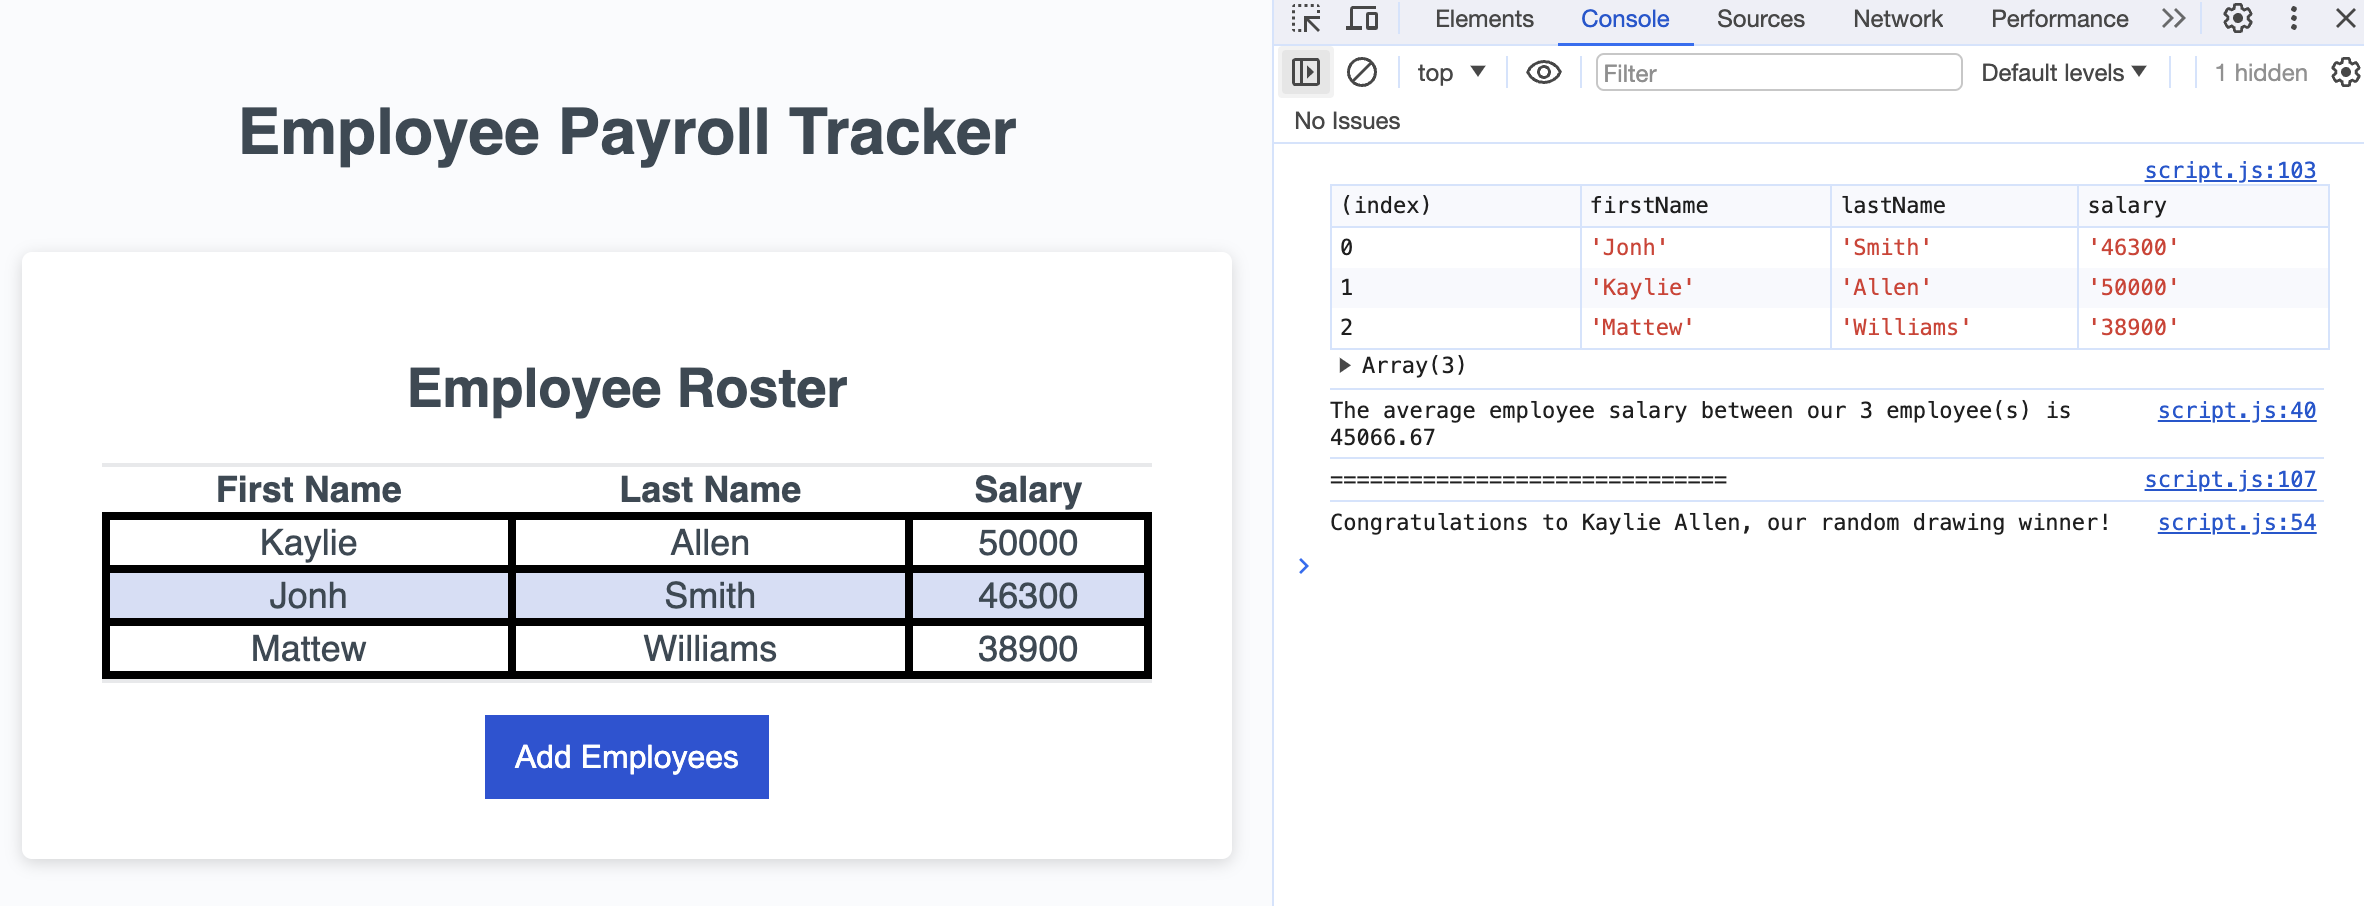 Employee Payroll Tracker
Employee Roster
First Name Last Name Salary
Kaylie Allen 50000
Jonh Smith 46300
Mattew Williams 38900
Add Employees
Elements Console Sources Network Performance
top Filter Default levels 1 hidden
No Issues
script.js:103
(index) firstName lastName salary
0 'Jonh' 'Smith' '46300'
1 'Kaylie' 'Allen' '50000'
2 'Mattew' 'Williams' '38900'
Array(3)
The average employee salary between our 3 employee(s) is script.js:40
45066.67
============================== script.js:107
Congratulations to Kaylie Allen, our random drawing winner! script.js:54